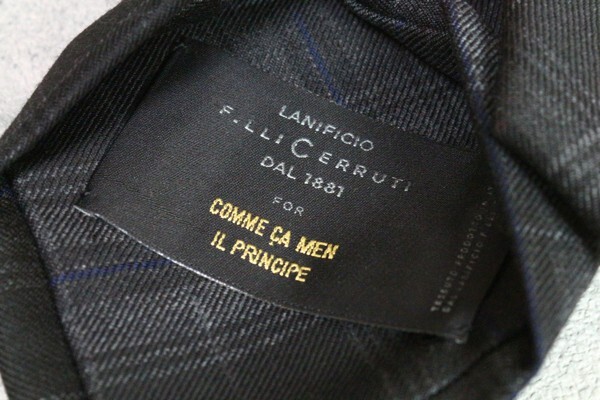 LANIFICIO
F.LLI CERRUTI
DAL 1881
FOR
COMME ÇA MEN
IL PRINCIPE